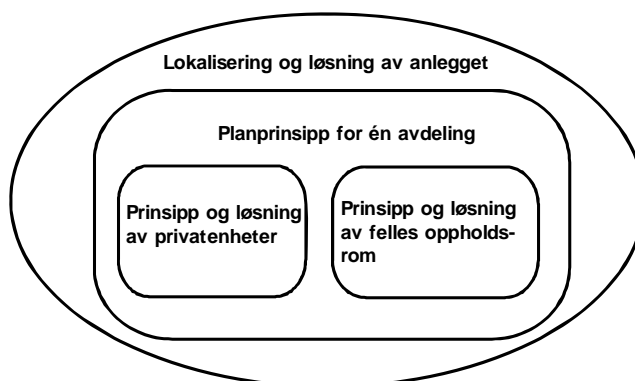 Lokalisering og løsning av anlegget
Planprinsipp for én avdeling
Prinsipp og løsning
av privatenheter
Prinsipp og løsning
av felles oppholds-
rom